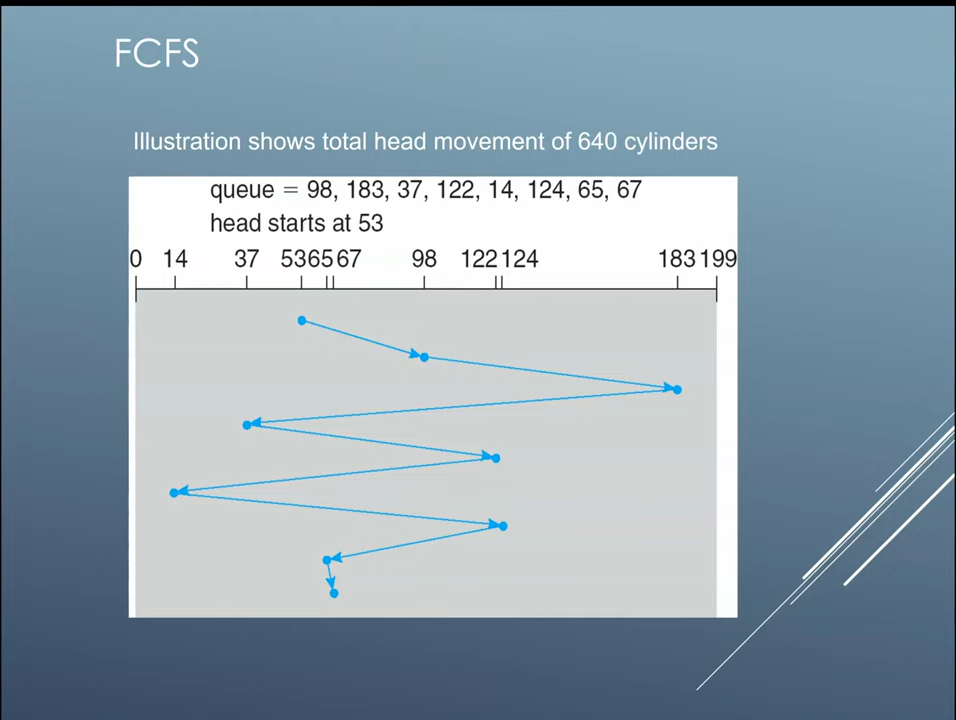 FCFS
Illustration shows total head movement of 640 cylinders
queue = 98, 183, 37, 122, 14, 124, 65, 67
head starts at 53
0 14 37 53 65 67 98 122 124 183 199